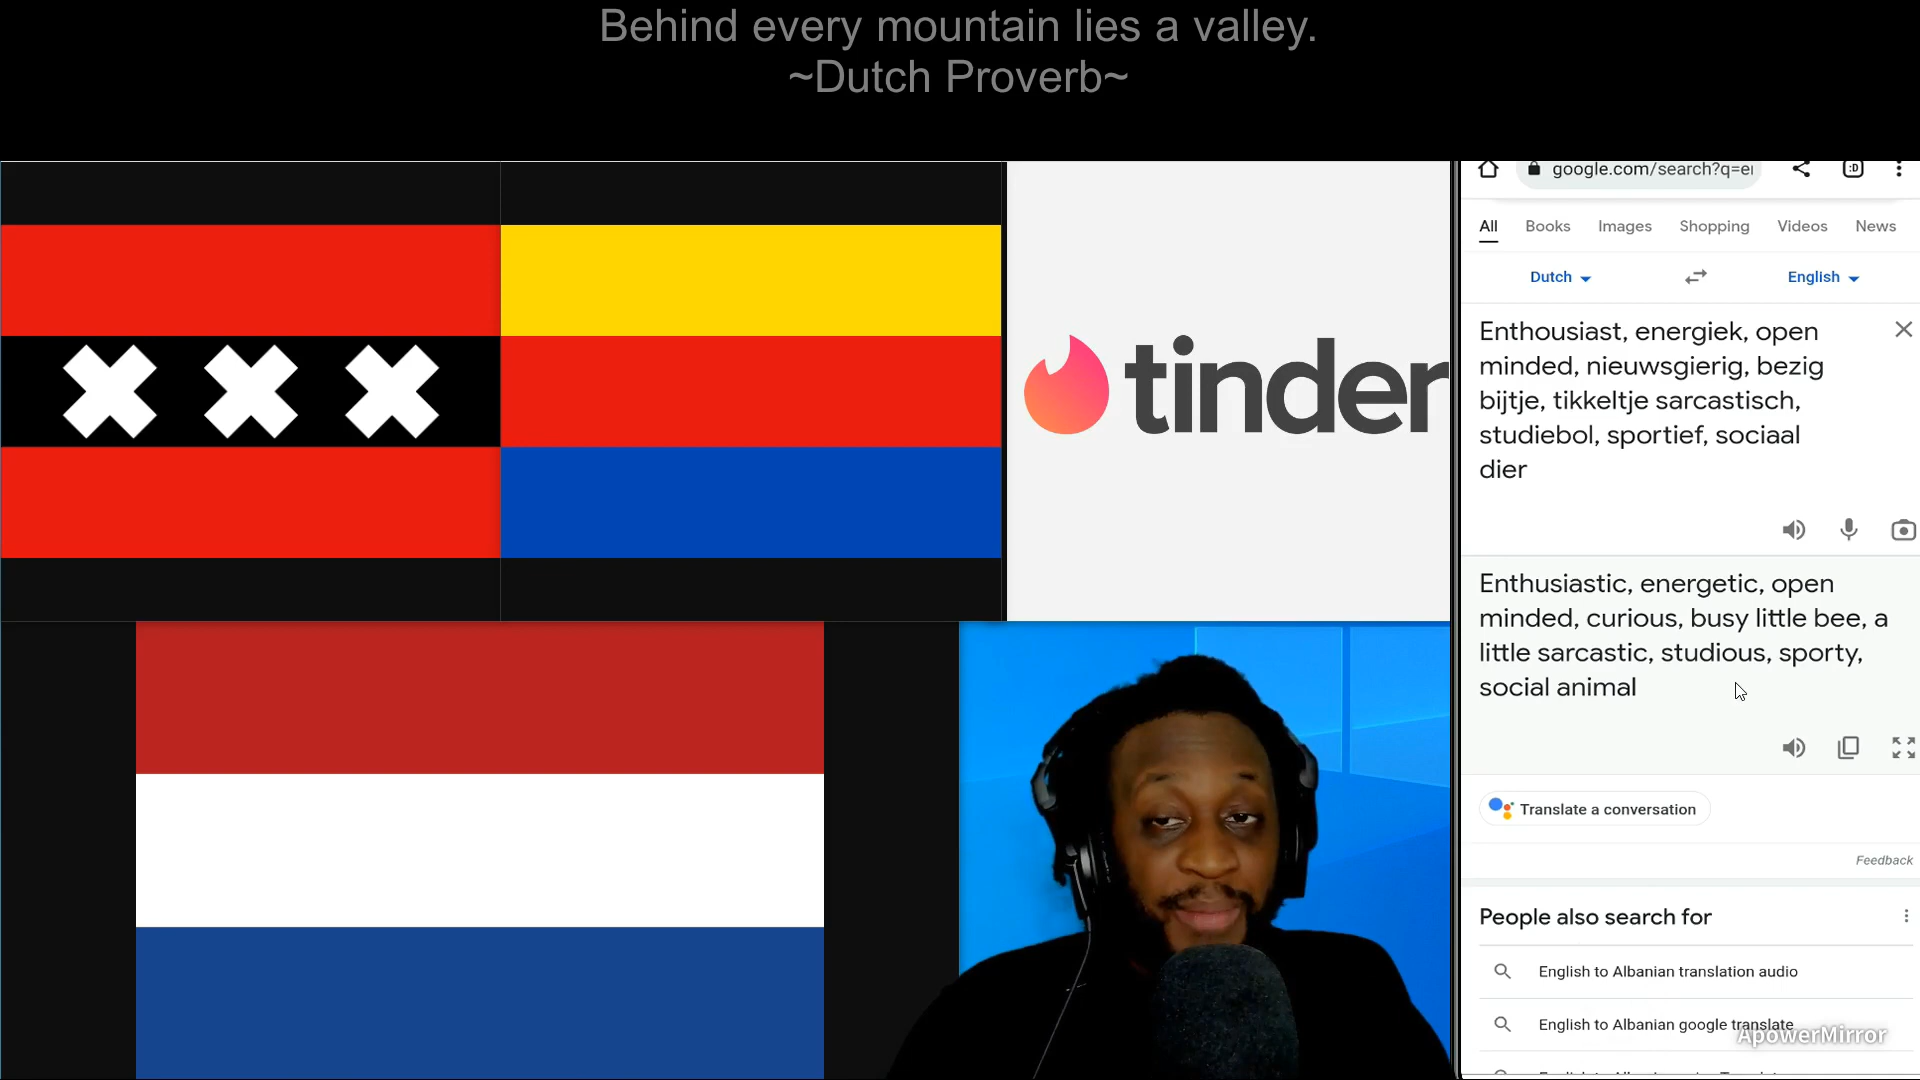 Behind every mountain lies a valley.
~Dutch Proverb~
tinder
google.com/search?q=e
:D
All Books Images Shopping Videos News
Dutch English
Enthousiast, energiek, open
minded, nieuwsgierig, bezig
bijtje, tikkeltje sarcastisch,
studiebol, sportief, sociaal
dier
Enthusiastic, energetic, open
minded, curious, busy little bee, a
little sarcastic, studious, sporty,
social animal
Translate a conversation
Feedback
People also search for
English to Albanian translation audio
English to Albanian google translate
ApowerMirror